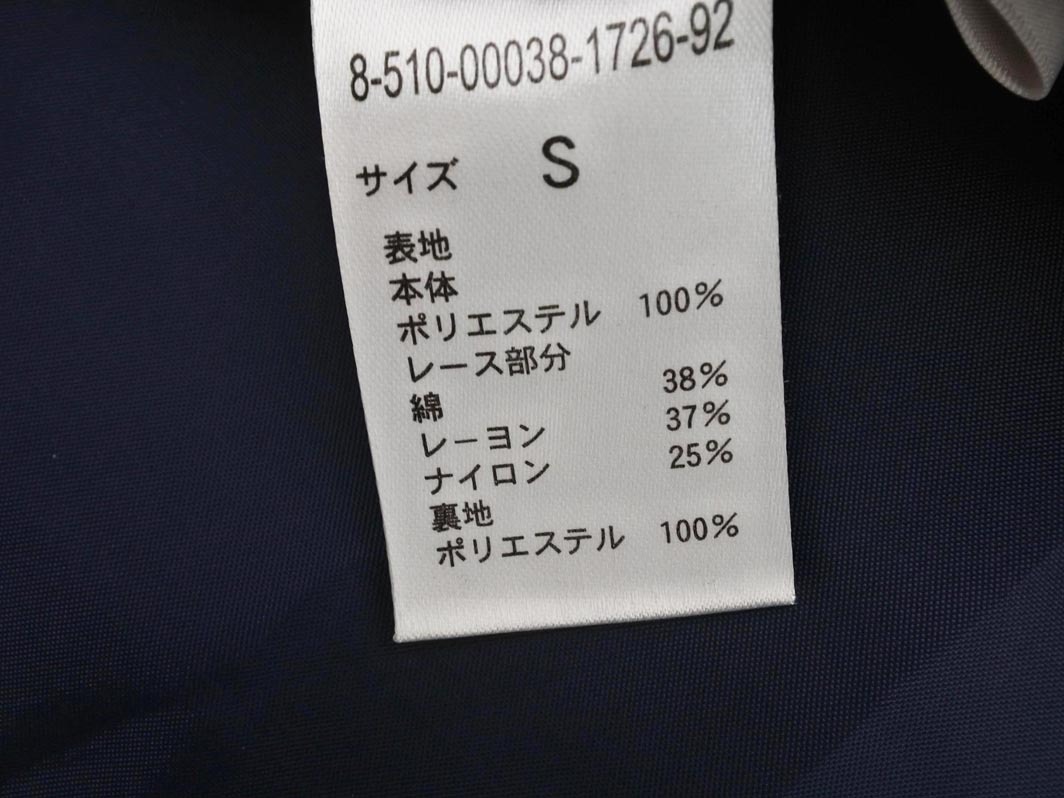 8-510-00038-1726-92
サイズ S
表地
本体
ポリエステル 100%
レース部分
綿 38%
レーヨン 37%
ナイロン 25%
裏地
ポリエステル 100%